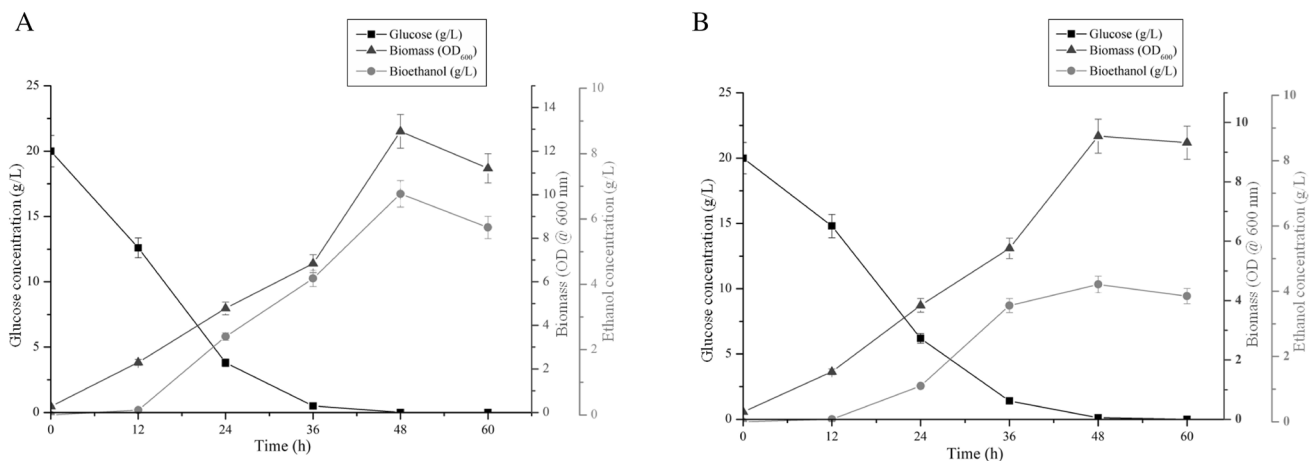 A
Glucose (g/L)
Biomass (OD600)
Bioethanol (g/L)
Glucose concentration (g/L)
25
20
15
10
5
0
0 12 24 36 48 60
Time (h)
14
12
10
8
6
4
2
0
Biomass (OD @ 600 nm)
10
8
6
4
2
0
Ethanol concentration (g/L)
B
Glucose (g/L)
Biomass (OD600)
Bioethanol (g/L)
Glucose concentration (g/L)
25
20
15
10
5
0
0 12 24 36 48 60
Time (h)
10
8
6
4
2
0
Biomass (OD @ 600 nm)
10
8
6
4
2
0
Ethanol concentration (g/L)